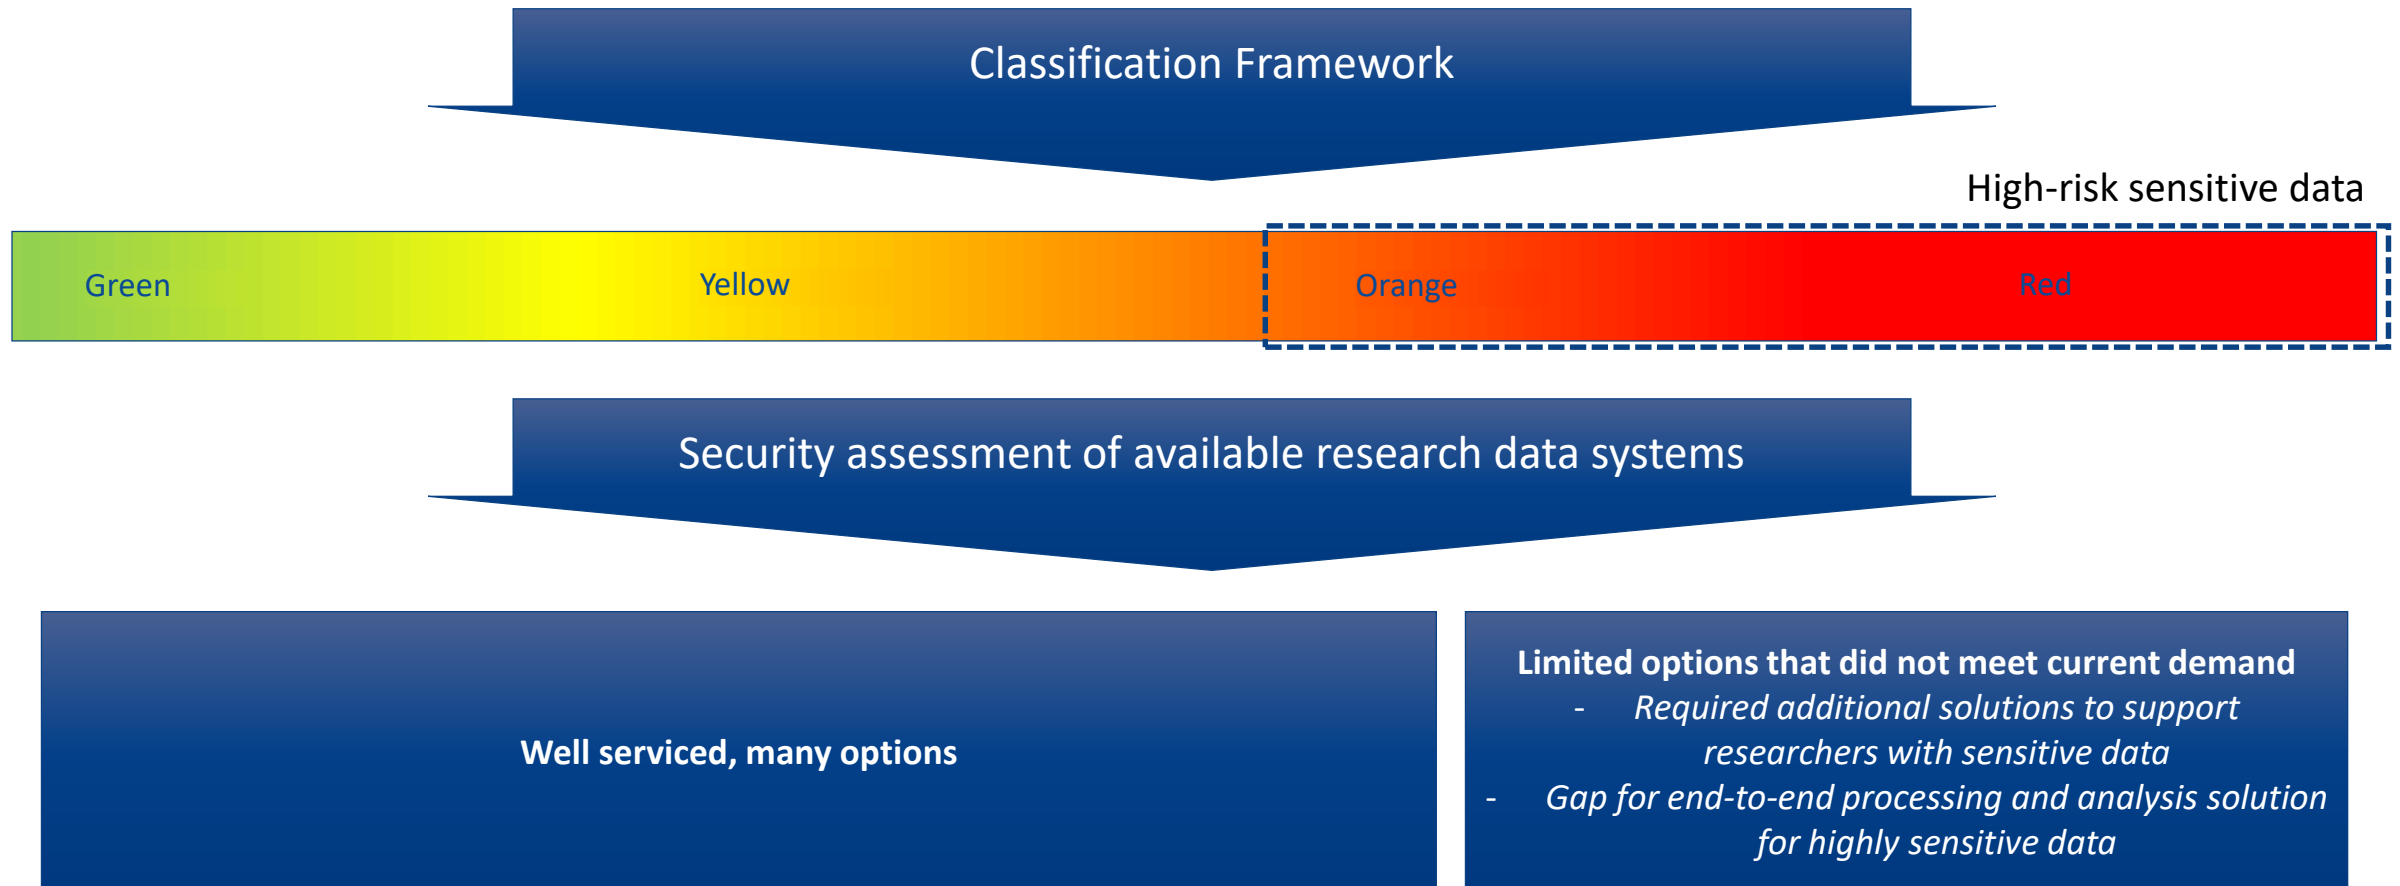 Classification Framework
High-risk sensitive data
Green
Yellow
Orange
Red
Security assessment of available research data systems
Well serviced, many options
Limited options that did not meet current demand
- Required additional solutions to support
researchers with sensitive data
- Gap for end-to-end processing and analysis solution
for highly sensitive data